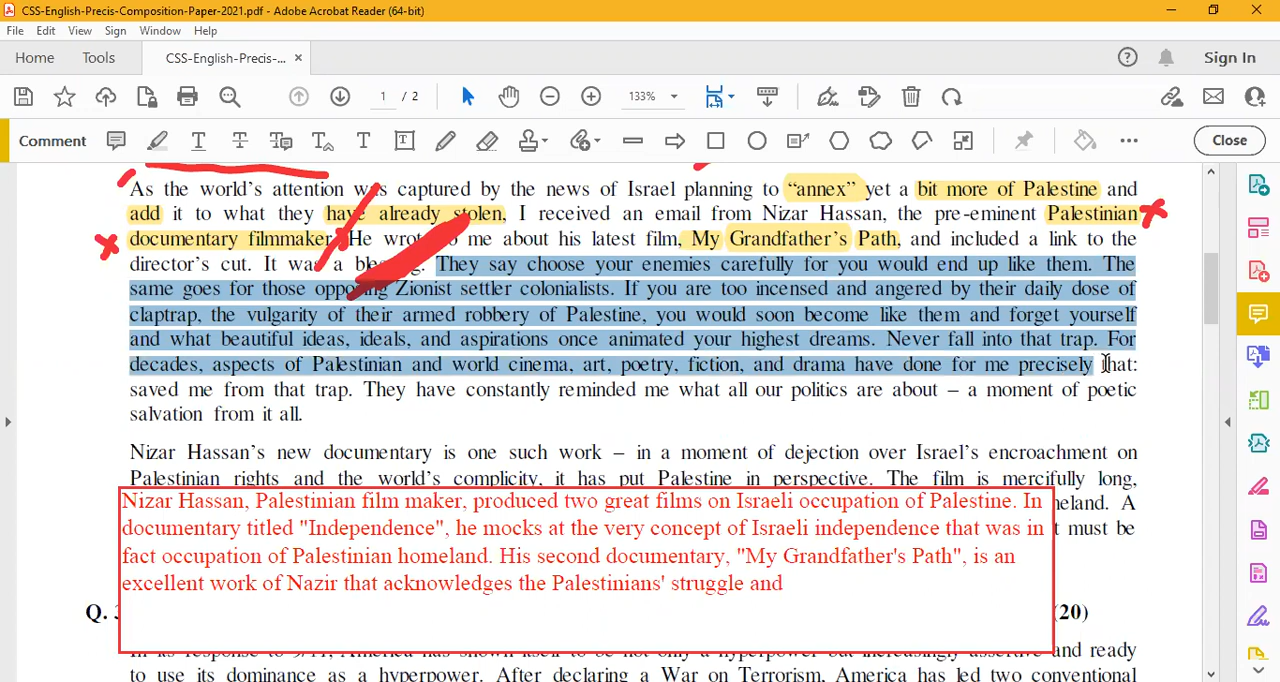 CSS-English-Precis-Composition-Paper-2021.pdf - Adobe Acrobat Reader (64-bit)
File Edit View Sign Window Help
Home Tools CSS-English-Precis-... × Sign In
1 / 2 133%
Comment Close
As the world's attention was captured by the news of Israel planning to “annex” yet a bit more of Palestine and
add it to what they have already stolen, I received an email from Nizar Hassan, the pre-eminent Palestinian
documentary filmmaker. He wrote to me about his latest film, My Grandfather's Path, and included a link to the
director's cut. It was a They say choose your enemies carefully for you would end up like them. The
same goes for those opposing Zionist settler colonialists. If you are too incensed and angered by their daily dose of
claptrap, the vulgarity of their armed robbery of Palestine, you would soon become like them and forget yourself
and what beautiful ideas, ideals, and aspirations once animated your highest dreams. Never fall into that trap. For
decades, aspects of Palestinian and world cinema, art, poetry, fiction, and drama have done for me precisely that:
saved me from that trap. They have constantly reminded me what all our politics are about – a moment of poetic
salvation from it all.
Nizar Hassan's new documentary is one such work – in a moment of dejection over Israel's encroachment on
Palestinian rights and the world's complicity, it has put Palestine in perspective. The film is mercifully long,
meland. A
t must be
Nizar Hassan, Palestinian film maker, produced two great films on Israeli occupation of Palestine. In
documentary titled "Independence", he mocks at the very concept of Israeli independence that was in
fact occupation of Palestinian homeland. His second documentary, "My Grandfather's Path", is an
excellent work of Nazir that acknowledges the Palestinians' struggle and
Q. (20)
In its response to 9/11, America has shown itself to be not only a hyperpower but increasingly assertive and ready
to use its dominance as a hyperpower. After declaring a War on Terrorism, America has led two conventional